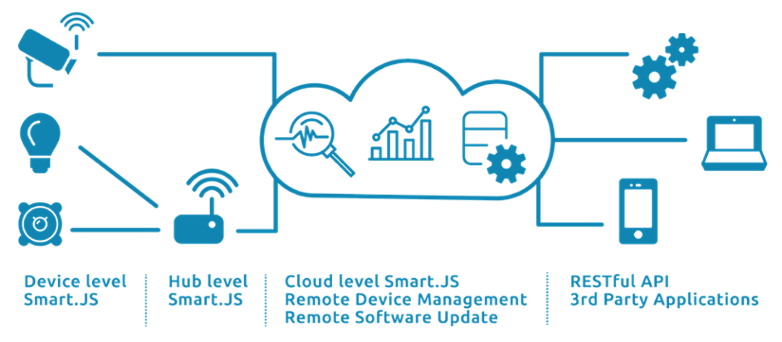 Device level
Smart.JS
Hub level
Smart.JS
Cloud level Smart.JS
Remote Device Management
Remote Software Update
RESTful API
3rd Party Applications